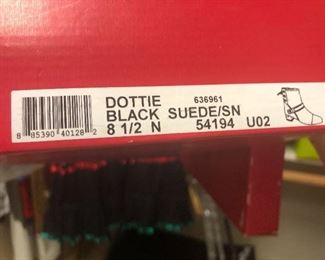 DOTTIE 636961
BLACK SUEDE/SN
8 1/2 N 54194 U02
8 85390 40128 2